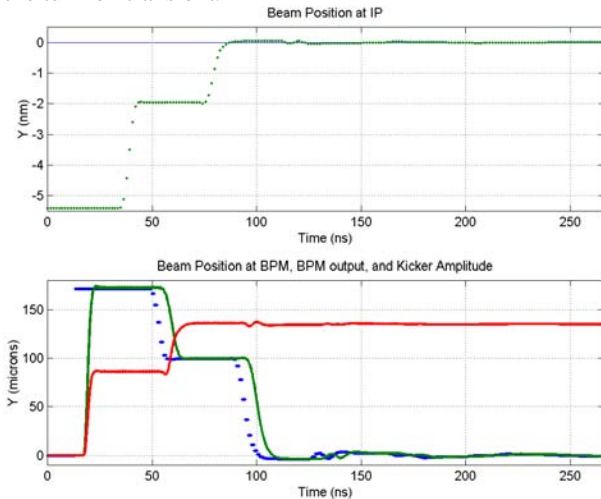 Beam Position at IP
0
-1
-2
-3
-4
-5
Y (nm)
0 50 100 150 200 250
Time (ns)
Beam Position at BPM, BPM output, and Kicker Amplitude
150
100
50
0
Y (microns)
0 50 100 150 200 250
Time (ns)